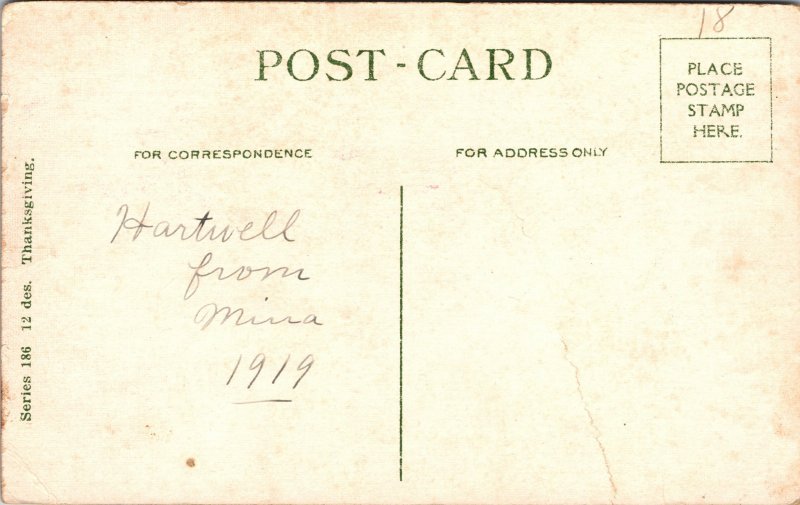 18
POST-CARD
PLACE
POSTAGE
STAMP
HERE.
FOR CORRESPONDENCE
FOR ADDRESS ONLY
Hartwell
from
Mina
1919
Series 186 12 des. Thanksgiving.